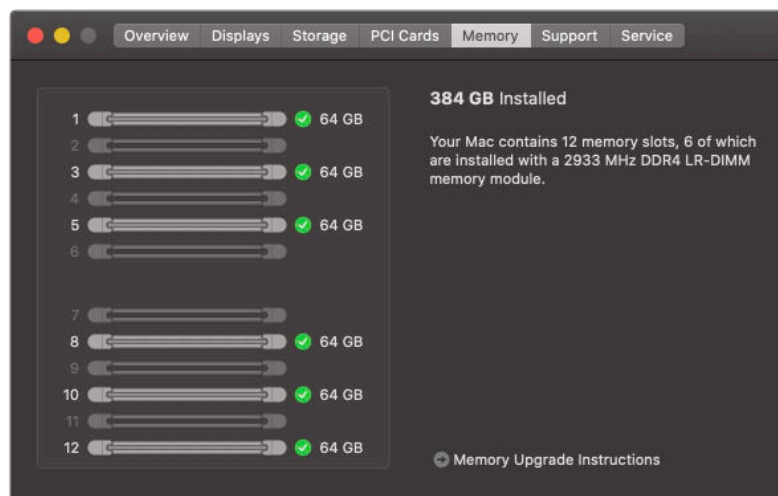 Overview Displays Storage PCI Cards Memory Support Service
384 GB Installed
Your Mac contains 12 memory slots, 6 of which
are installed with a 2933 MHz DDR4 LR-DIMM
memory module.
1 64 GB
2
3 64 GB
4
5 64 GB
6
7
8 64 GB
9
10 64 GB
11
12 64 GB
Memory Upgrade Instructions